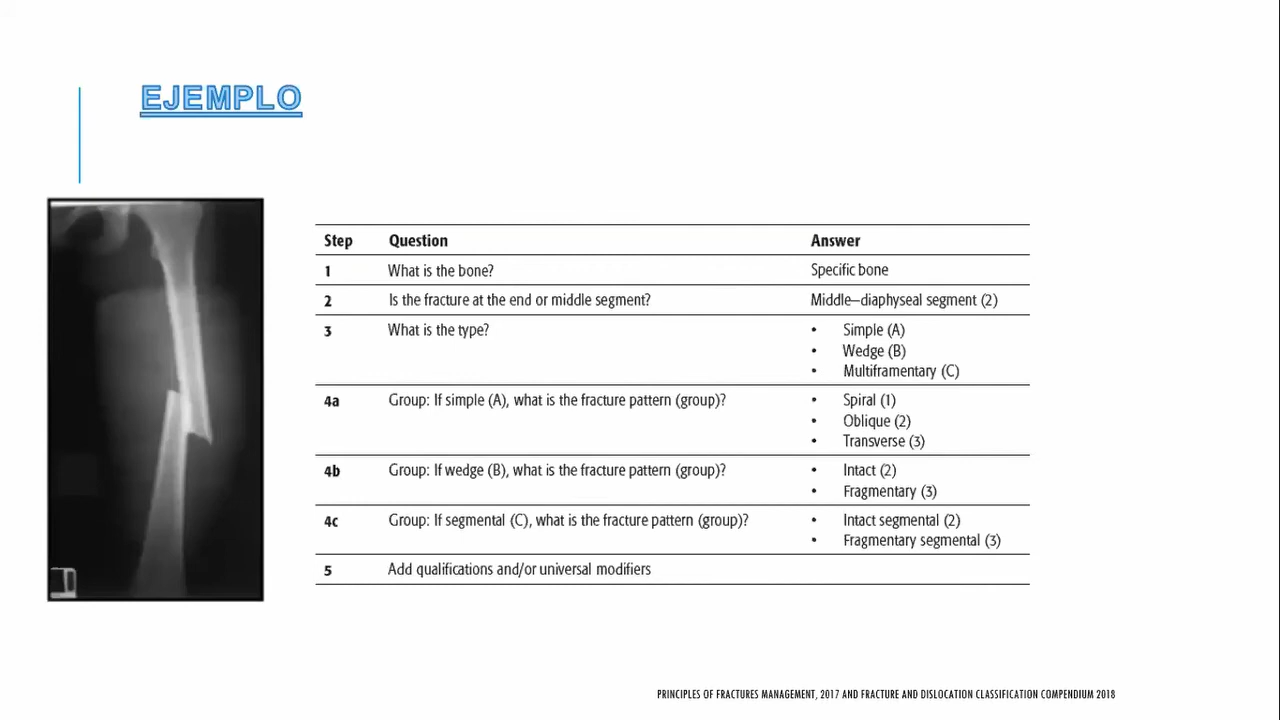 EJEMPLO
Step Question Answer
1 What is the bone? Specific bone
2 Is the fracture at the end or middle segment? Middle–diaphyseal segment (2)
3 What is the type? • Simple (A)
• Wedge (B)
• Multiframentary (C)
4a Group: If simple (A), what is the fracture pattern (group)? • Spiral (1)
• Oblique (2)
• Transverse (3)
4b Group: If wedge (B), what is the fracture pattern (group)? • Intact (2)
• Fragmentary (3)
4c Group: If segmental (C), what is the fracture pattern (group)? • Intact segmental (2)
• Fragmentary segmental (3)
5 Add qualifications and/or universal modifiers
PRINCIPLES OF FRACTURES MANAGEMENT, 2017 AND FRACTURE AND DISLOCATION CLASSIFICATION COMPENDIUM 2018